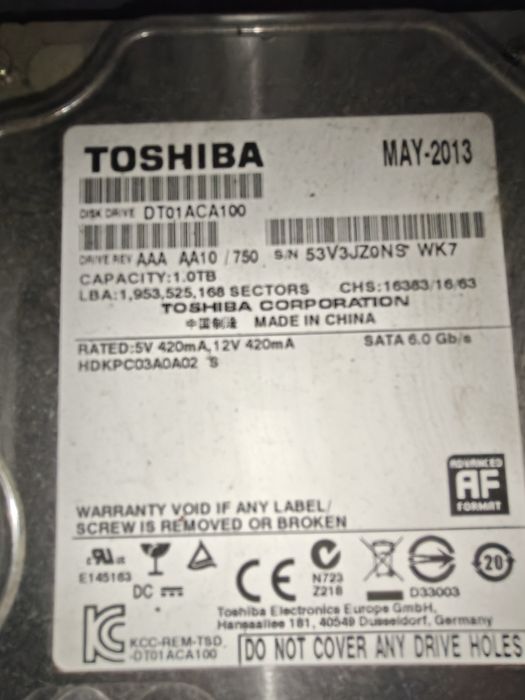 TOSHIBA MAY-2013
DISK DRIVE DT01ACA100
DRIVE REV AAA AA10 / 750 S/N 53V3JZ0NS WK7
CAPACITY:1.0TB
LBA:1,953,525,168 SECTORS CHS:16383/16/63
TOSHIBA CORPORATION
中国制造 MADE IN CHINA
RATED:5V 420mA,12V 420mA SATA 6.0 Gb/s
HDKPC03A0A02 S
ADVANCED
AF
FORMAT
WARRANTY VOID IF ANY LABEL/
SCREW IS REMOVED OR BROKEN
E145163
DC
CE
N723
Z218
D33003
20
Toshiba Electronics Europe GmbH,
Hansaallee 181, 40549 Dusseldorf, Germany
KCC-REM-TSD
-DT01ACA100
DO NOT COVER ANY DRIVE HOLES